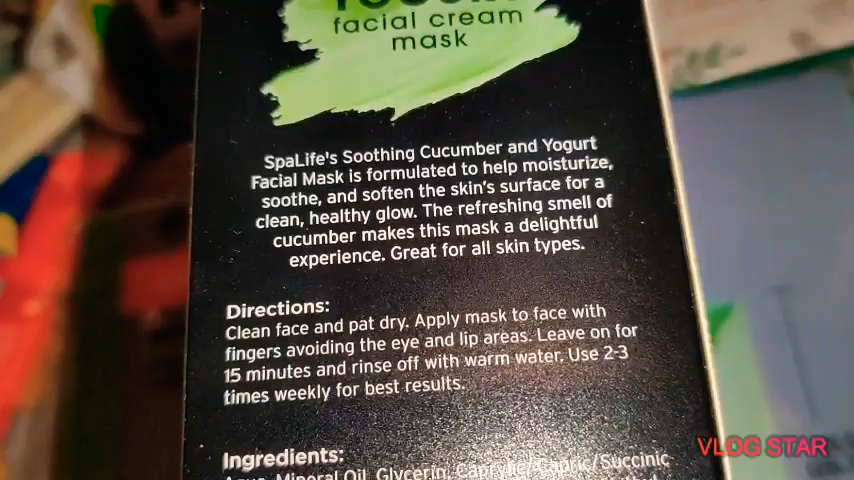 facial cream
mask
SpaLife's Soothing Cucumber and Yogurt
Facial Mask is formulated to help moisturize,
soothe, and soften the skin's surface for a
clean, healthy glow. The refreshing smell of
cucumber makes this mask a delightful
experience. Great for all skin types.
Directions:
Clean face and pat dry. Apply mask to face with
fingers avoiding the eye and lip areas. Leave on for
15 minutes and rinse off with warm water. Use 2-3
times weekly for best results.
Ingredients:
Mineral Oil, Glycerin, Caprylic/Capric/Succinic
VLOG STAR